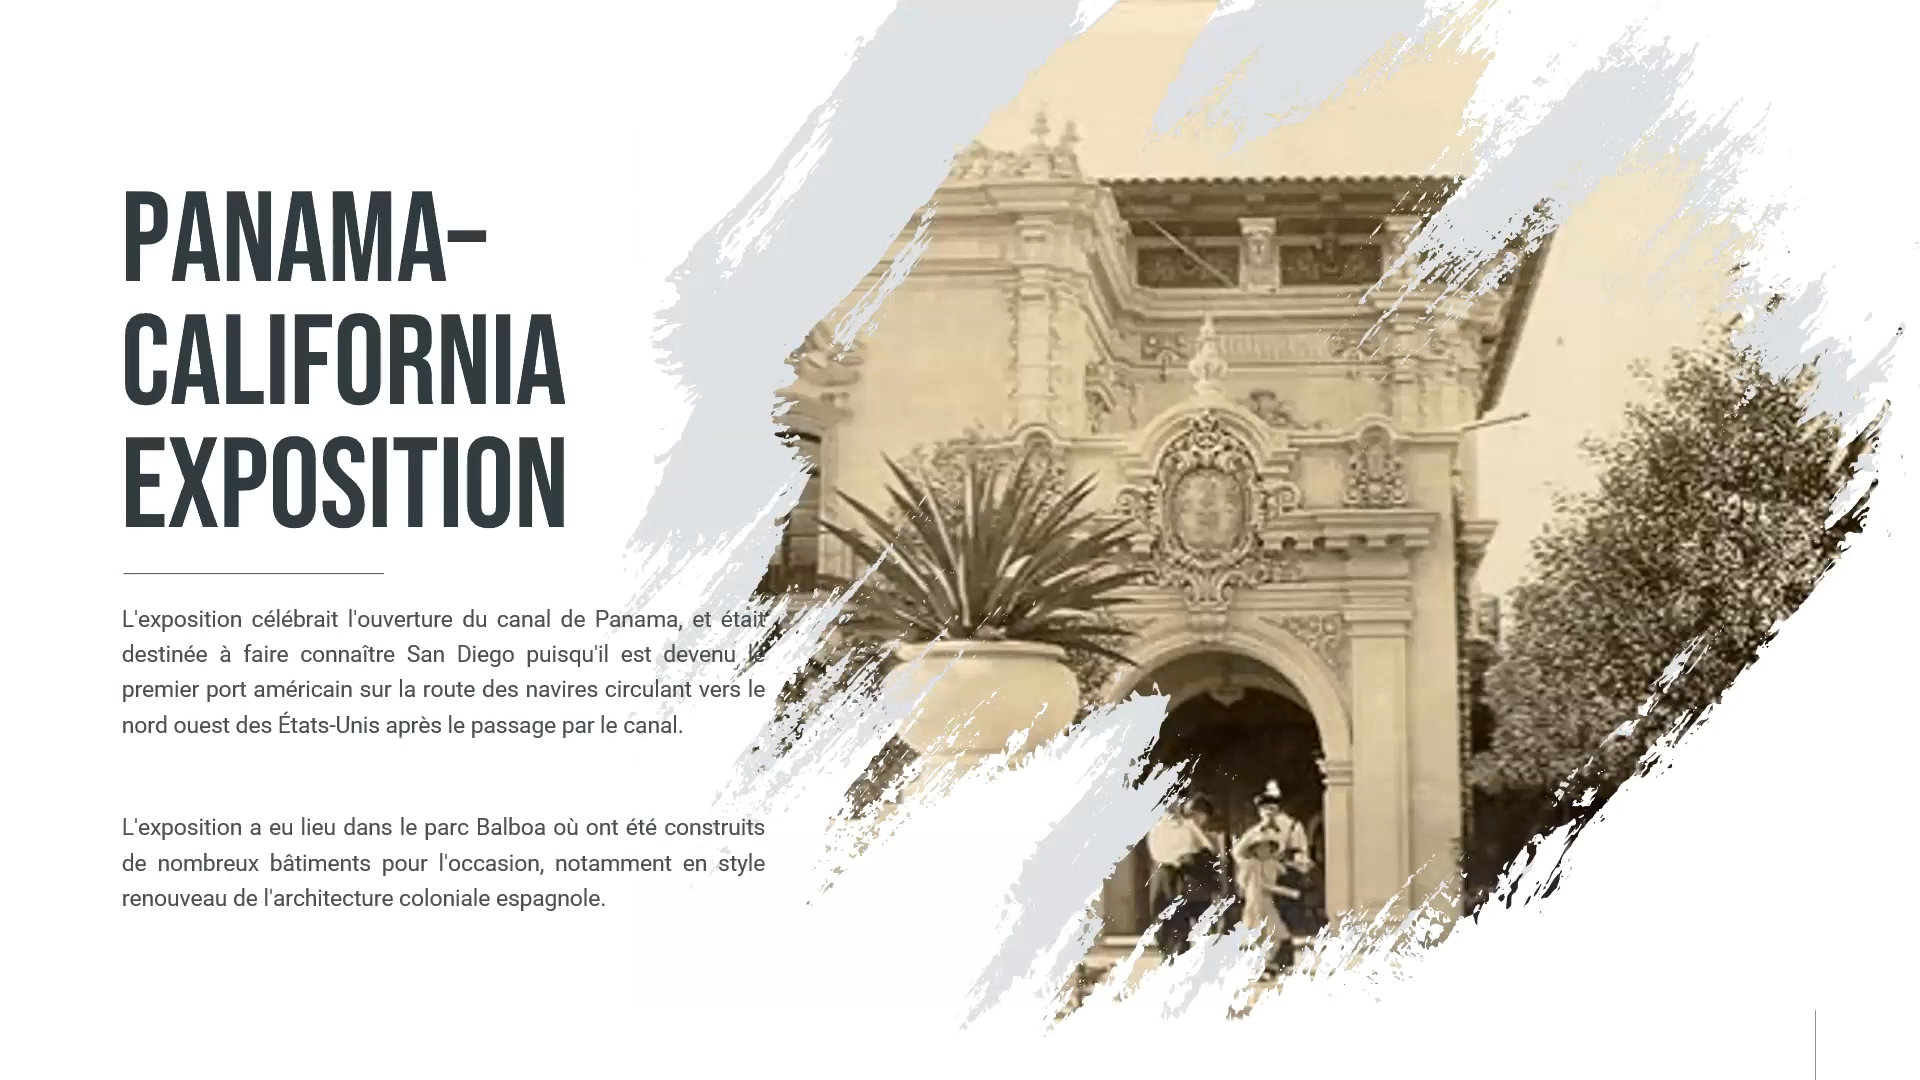 PANAMA–
CALIFORNIA
EXPOSITION
L'exposition célébrait l'ouverture du canal de Panama, et était
destinée à faire connaître San Diego puisqu'il est devenu le
premier port américain sur la route des navires circulant vers le
nord ouest des États-Unis après le passage par le canal.
L'exposition a eu lieu dans le parc Balboa où ont été construits
de nombreux bâtiments pour l'occasion, notamment en style
renouveau de l'architecture coloniale espagnole.